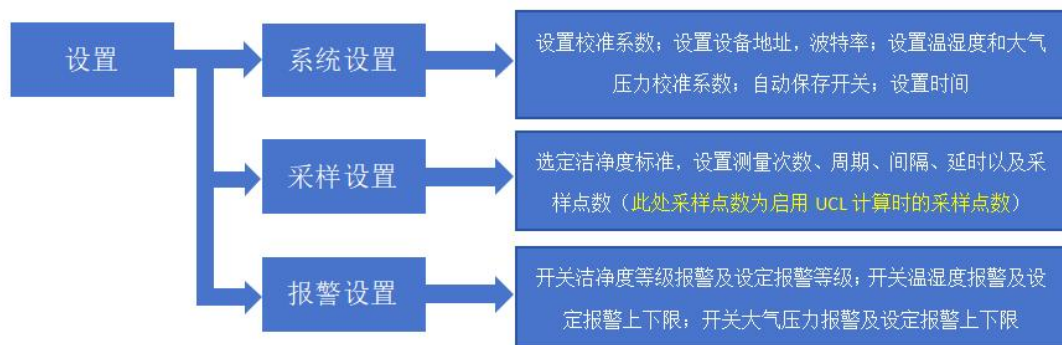 设置
系统设置
设置校准系数；设置设备地址，波特率；设置温湿度和大气
压力校准系数；自动保存开关；设置时间
采样设置
选定洁净度标准，设置测量次数、周期、间隔、延时以及采
样点数（此处采样点数为启用 UCL 计算时的采样点数）
报警设置
开关洁净度等级报警及设定报警等级；开关温湿度报警及设
定报警上下限；开关大气压力报警及设定报警上下限